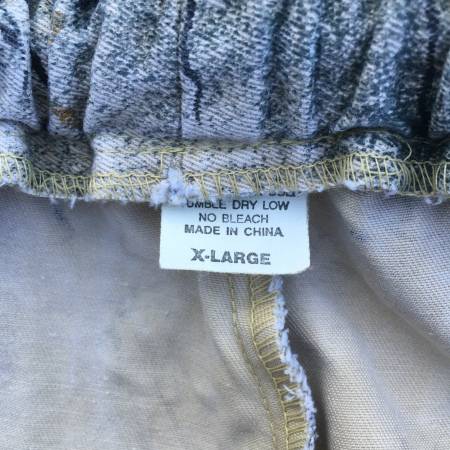 UMBLE DRY LOW
NO BLEACH
MADE IN CHINA
X-LARGE